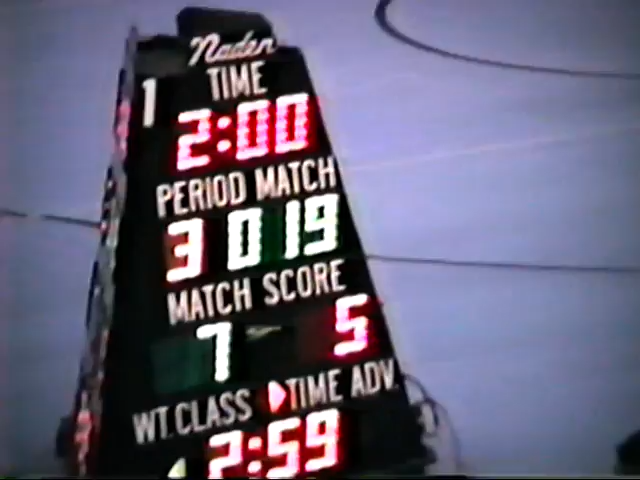 Naden
TIME
1
2:00
PERIOD MATCH
3 0 19
MATCH SCORE
7 5
WT. CLASS TIME ADV.
2:59